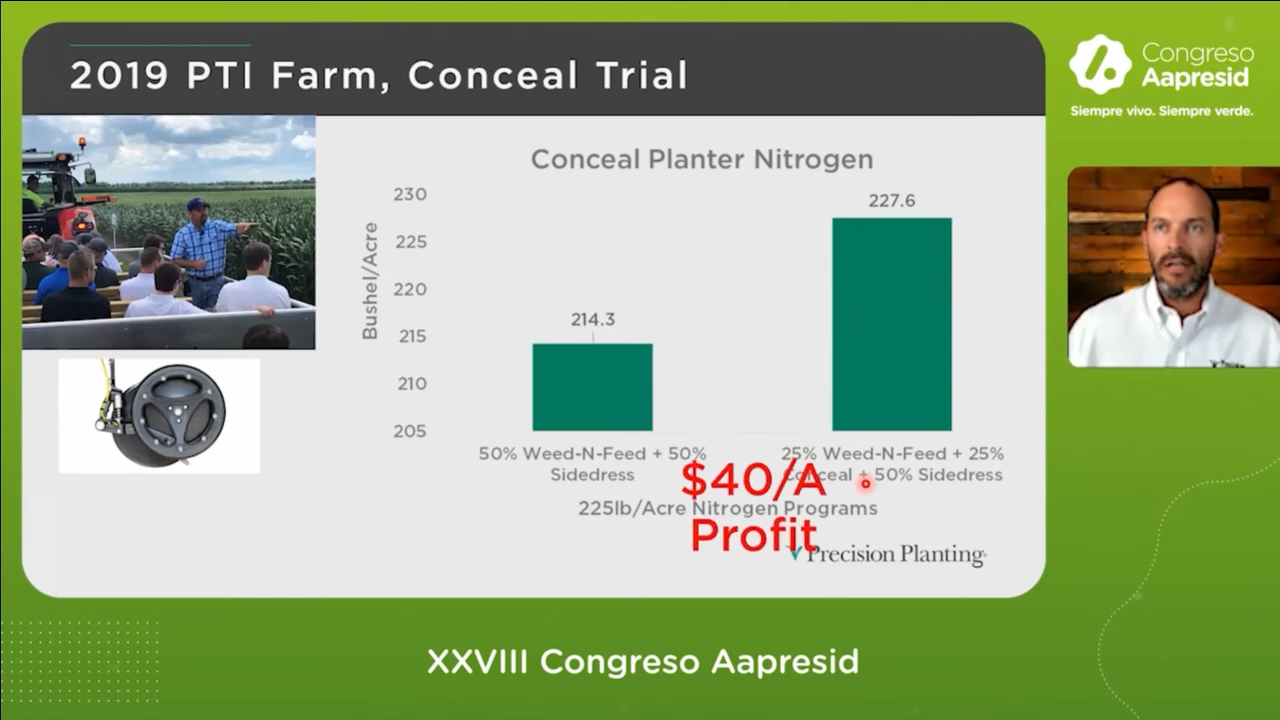 2019 PTI Farm, Conceal Trial
Congreso
Aapresid
Siempre vivo. Siempre verde.
Conceal Planter Nitrogen
Bushel/Acre
230
225
220
215
210
205
214.3
227.6
50% Weed-N-Feed + 50%
Sidedress
25% Weed-N-Feed + 25%
Conceal + 50% Sidedress
225lb/Acre Nitrogen Programs
$40/A
Profit
Precision Planting
XXVIII Congreso Aapresid